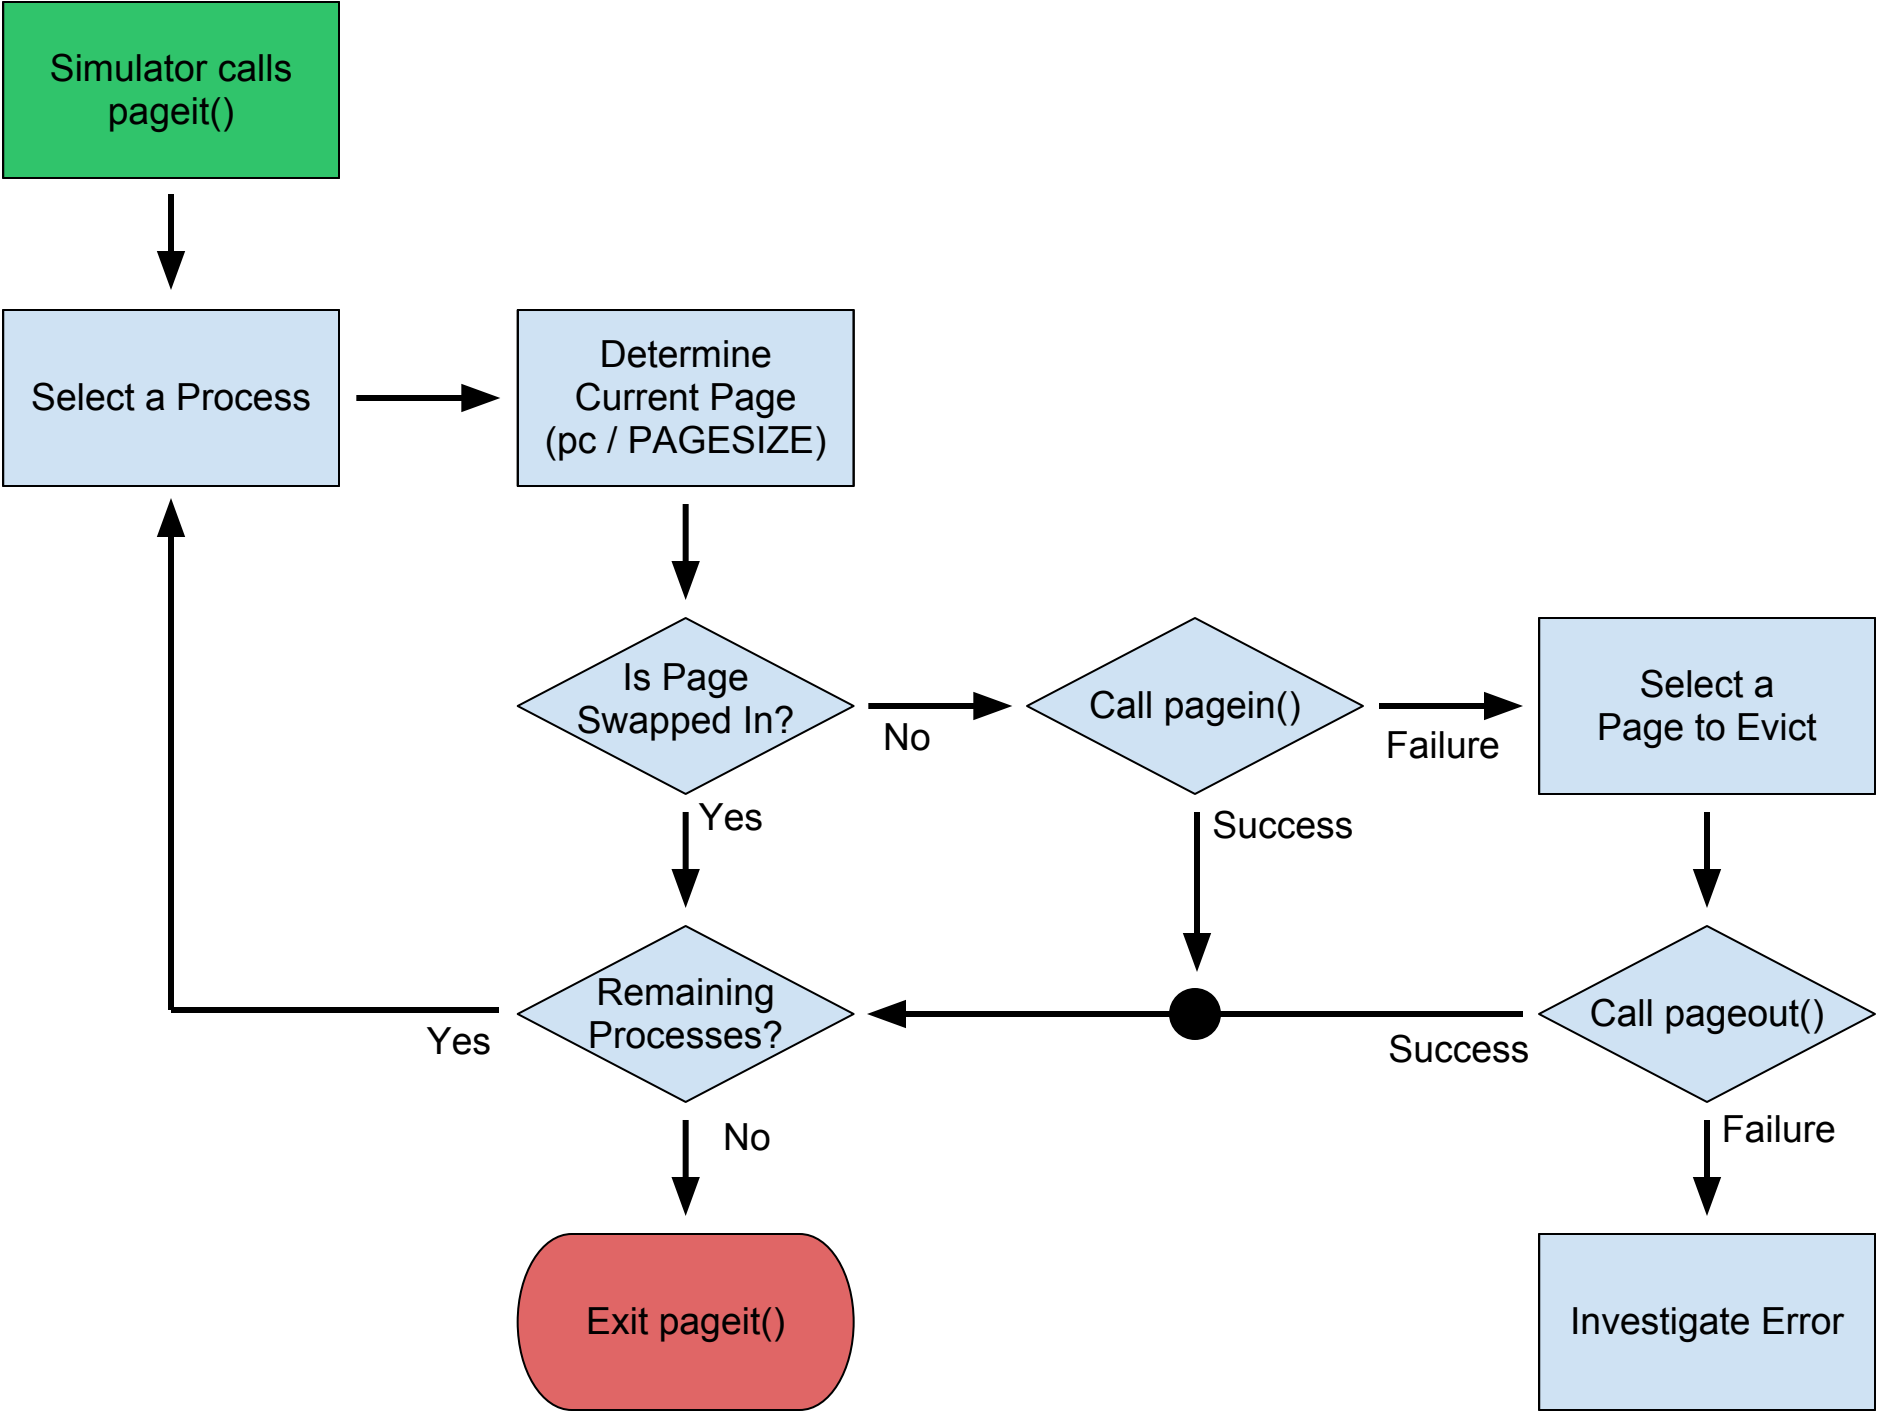 Simulator calls
pageit()
Select a Process
Determine
Current Page
(pc / PAGESIZE)
Is Page
Swapped In?
No
Yes
Call pagein()
Failure
Success
Select a
Page to Evict
Remaining
Processes?
Yes
No
Call pageout()
Success
Failure
Exit pageit()
Investigate Error